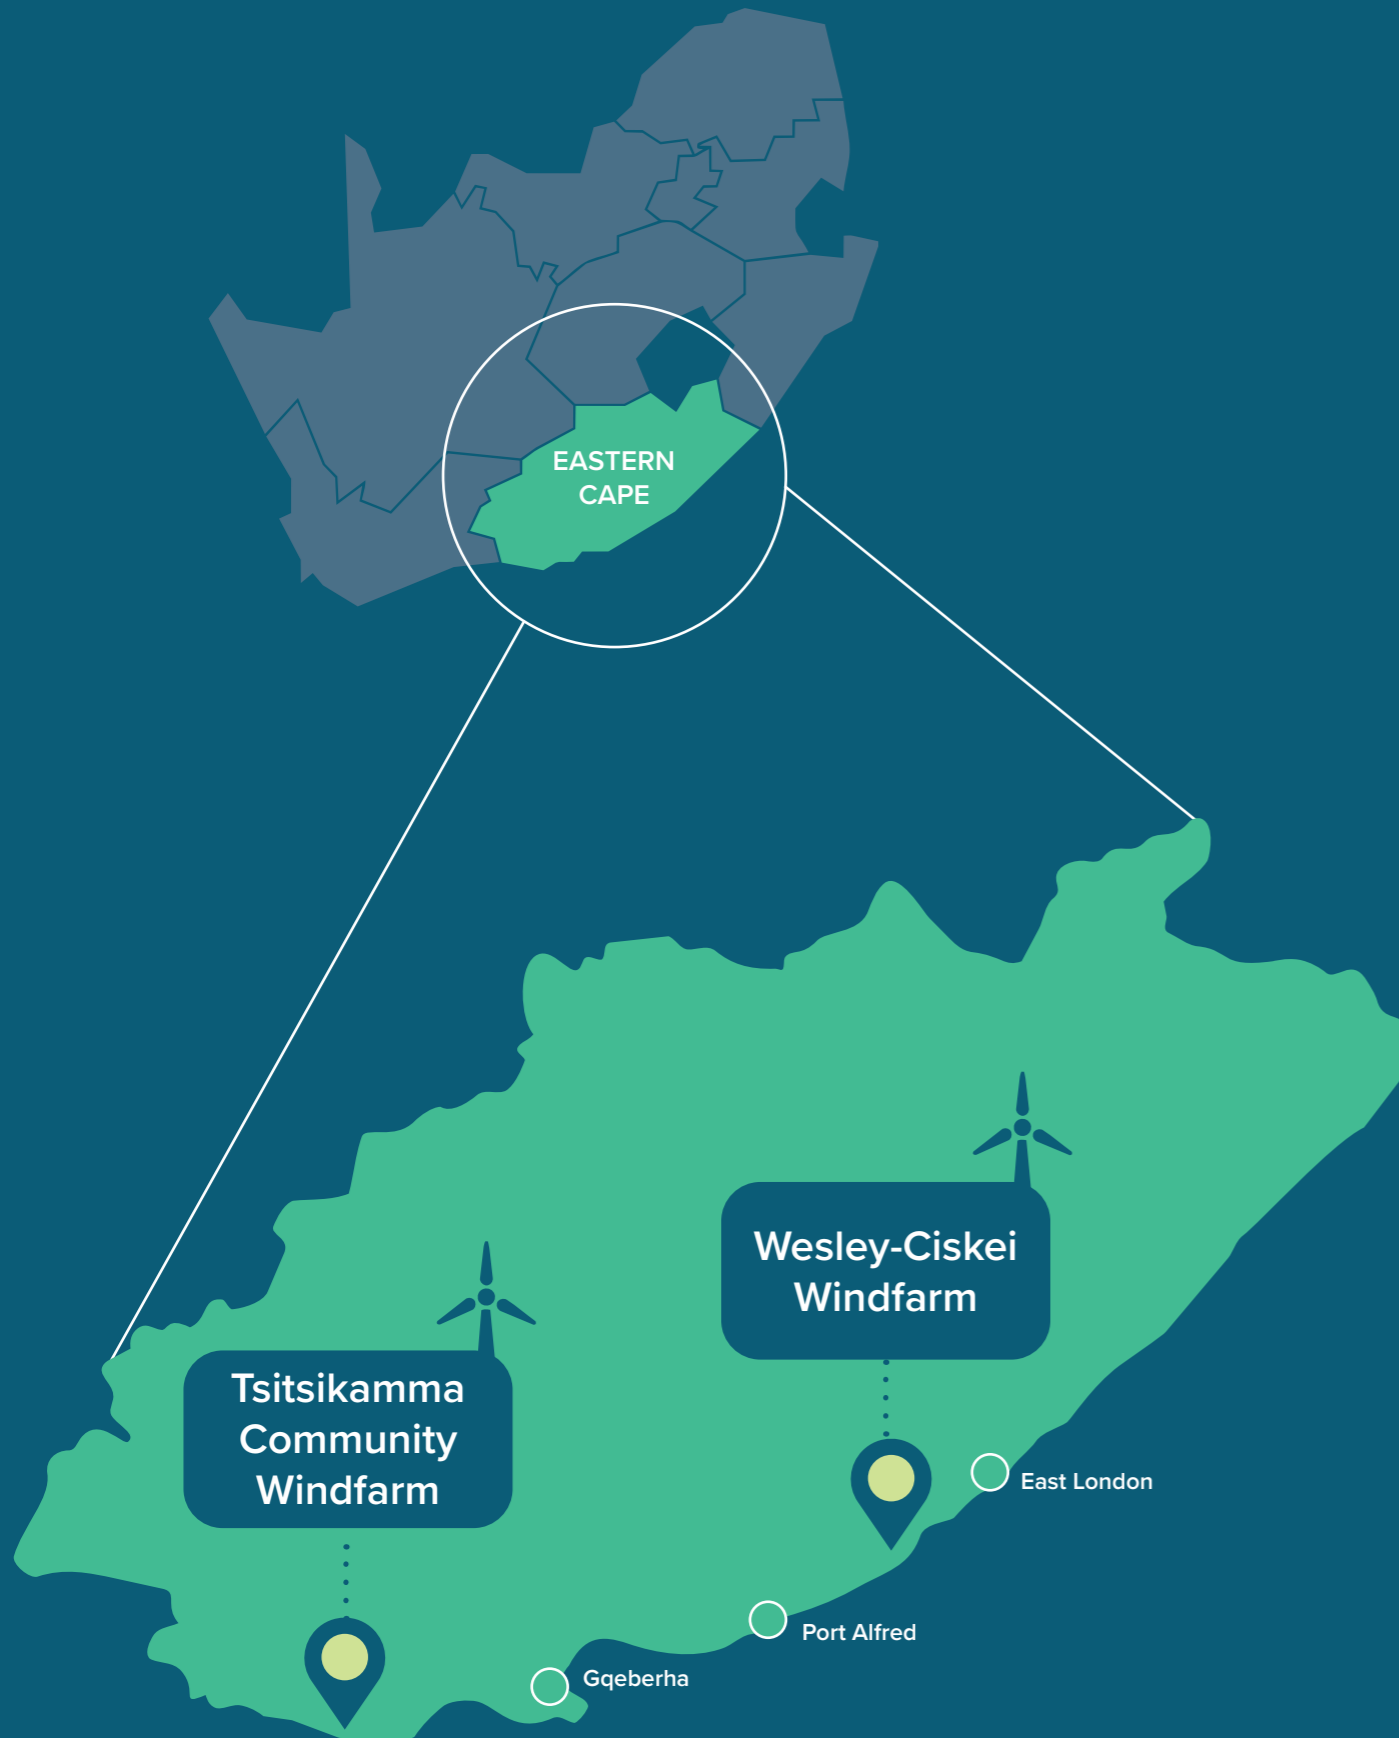 EASTERN
CAPE
Wesley-Ciskei
Windfarm
Tsitsikamma
Community
Windfarm
East London
Port Alfred
Gqeberha